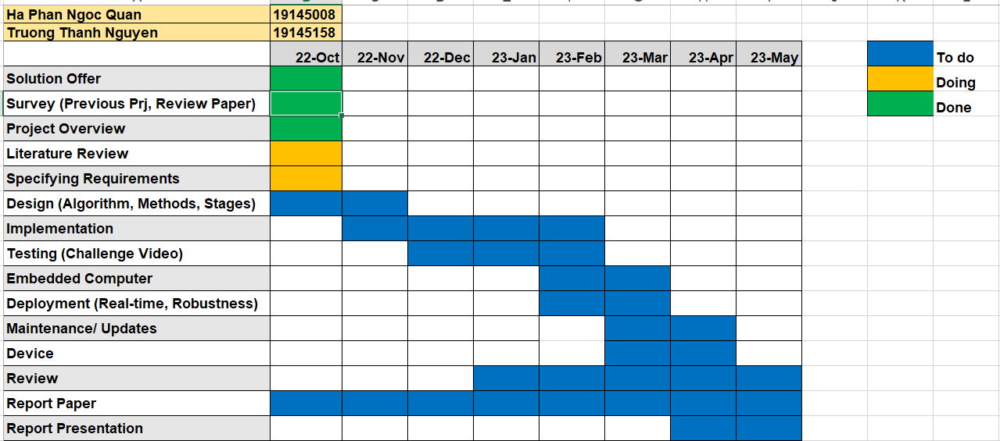 Ha Phan Ngoc Quan 19145008
Truong Thanh Nguyen 19145158
22-Oct 22-Nov 22-Dec 23-Jan 23-Feb 23-Mar 23-Apr 23-May To do
Solution Offer Doing
Survey (Previous Prj, Review Paper) Done
Project Overview
Literature Review
Specifying Requirements
Design (Algorithm, Methods, Stages)
Implementation
Testing (Challenge Video)
Embedded Computer
Deployment (Real-time, Robustness)
Maintenance/ Updates
Device
Review
Report Paper
Report Presentation